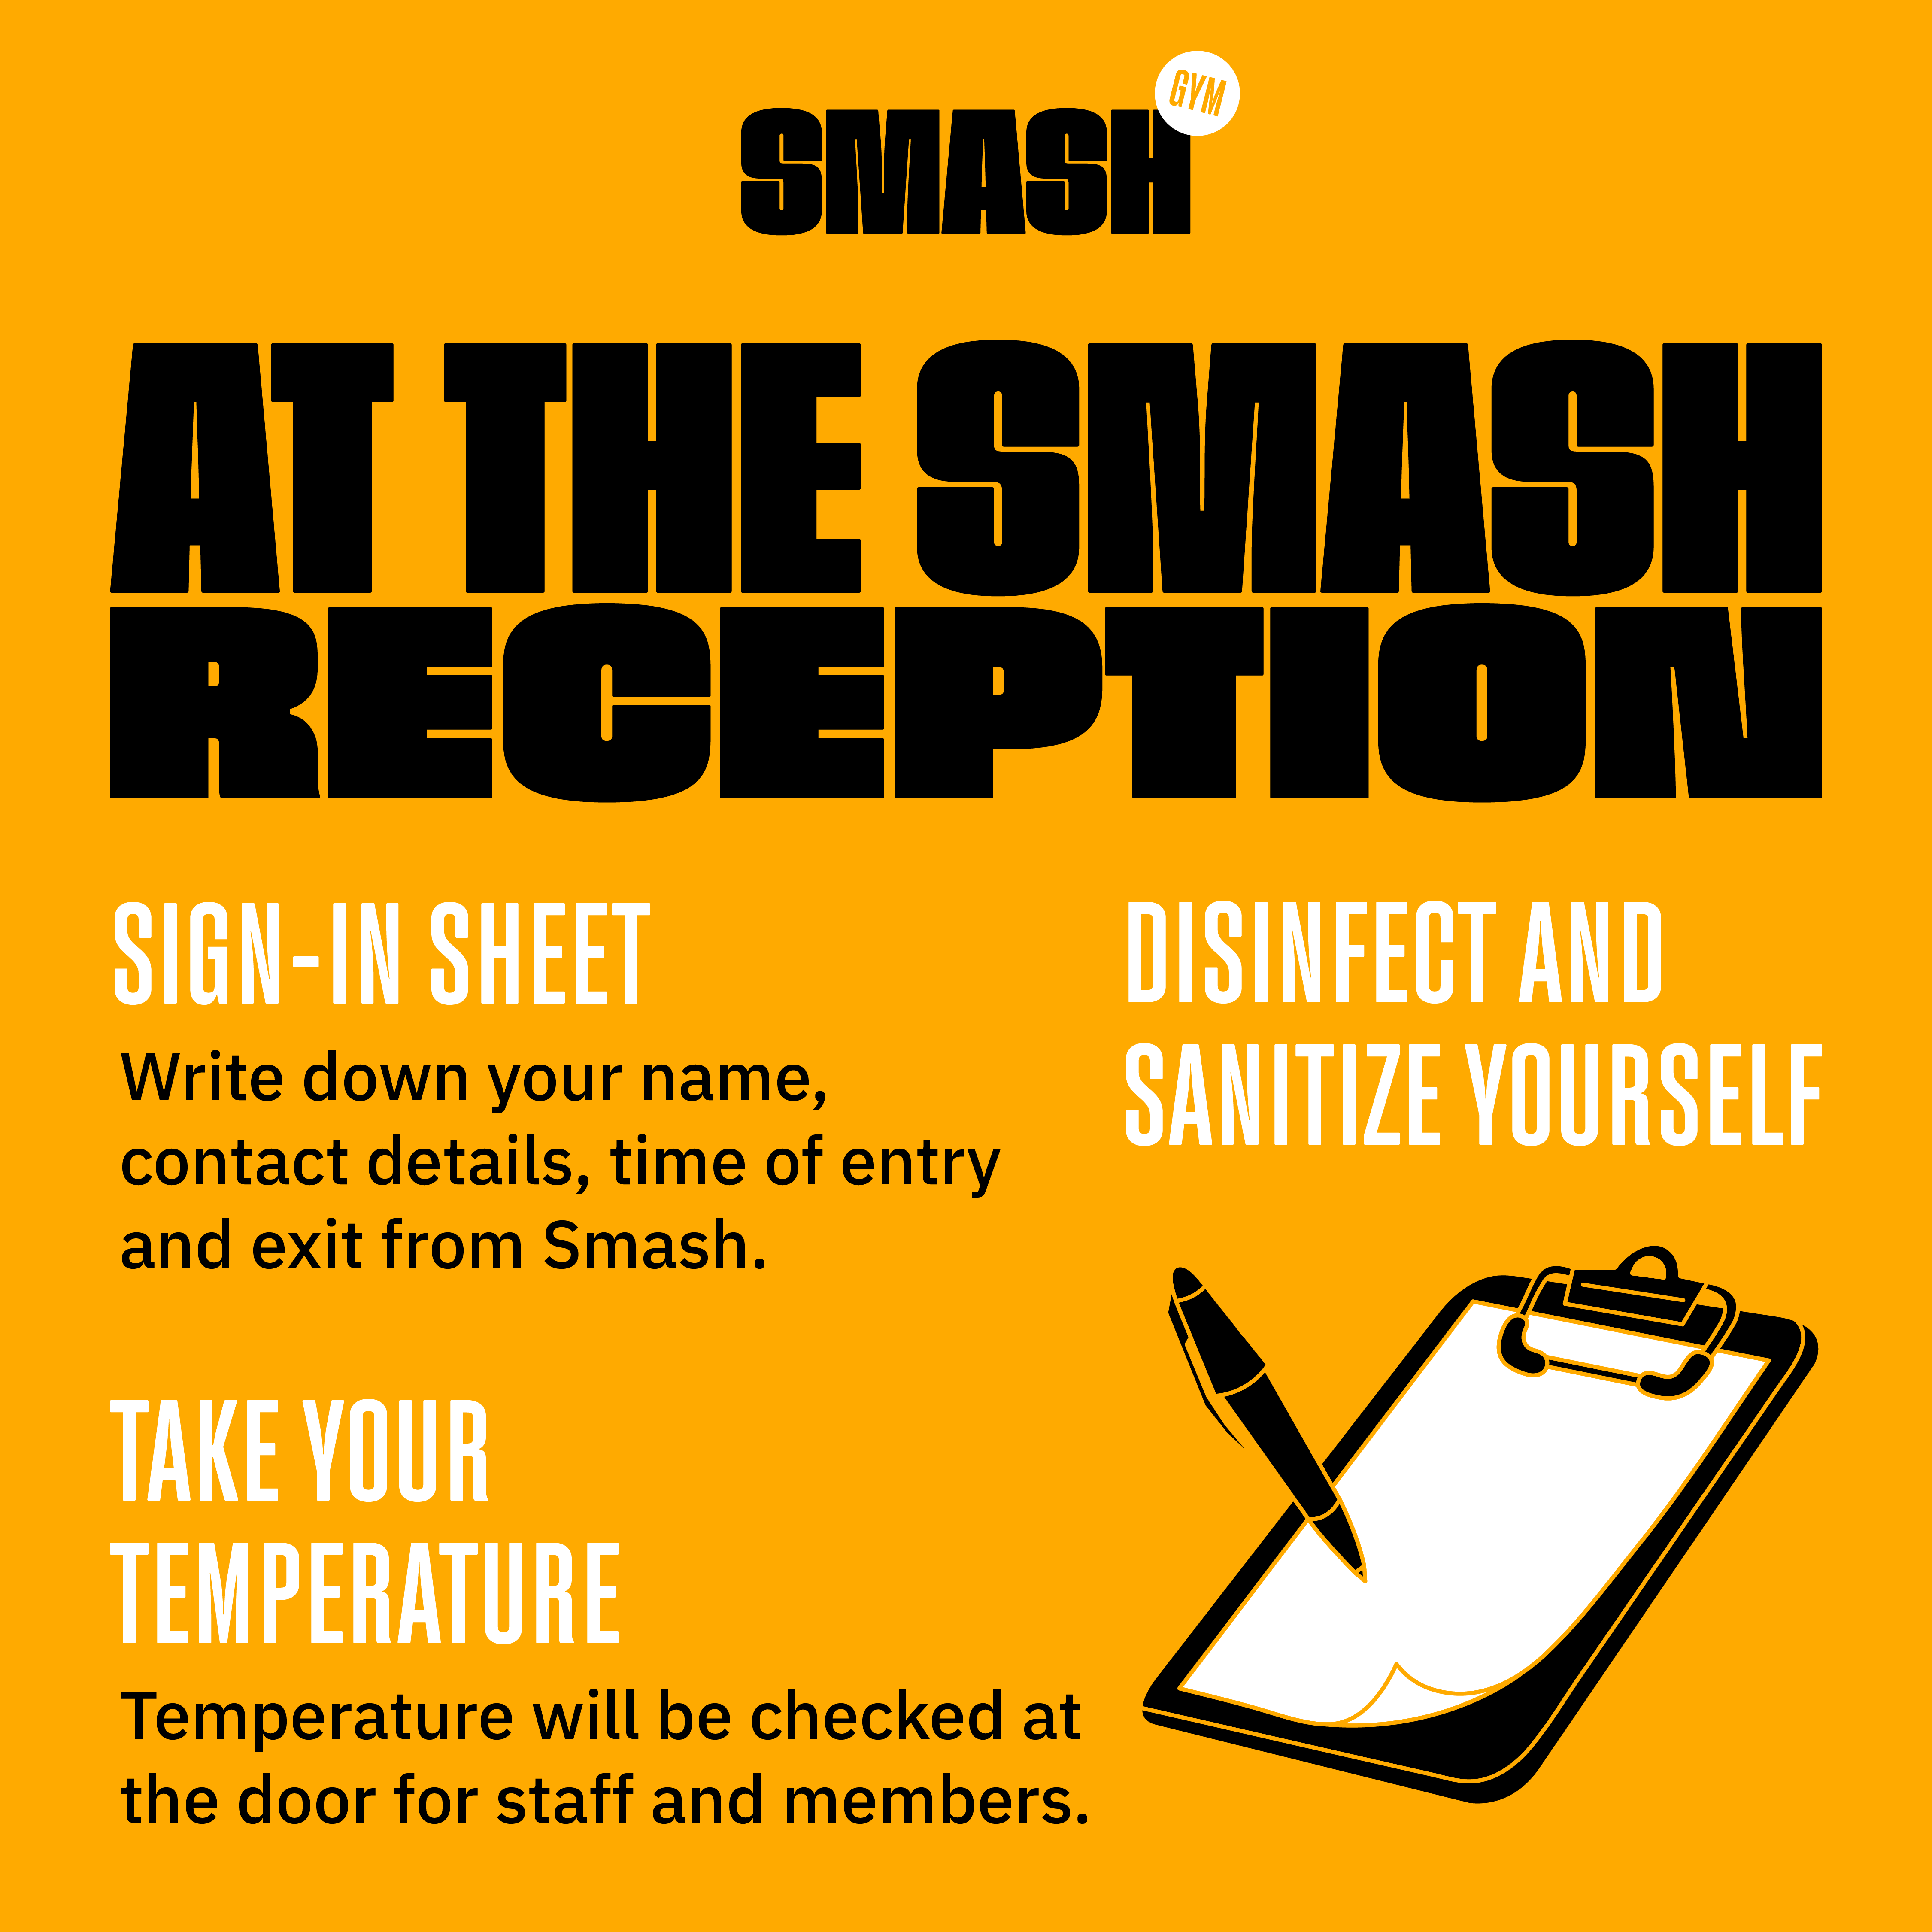 SMASH GYM
AT THE SMASH
RECEPTION
SIGN-IN SHEET
Write down your name,
contact details, time of entry
and exit from Smash.
DISINFECT AND
SANITIZE YOURSELF
TAKE YOUR
TEMPERATURE
Temperature will be checked at
the door for staff and members.